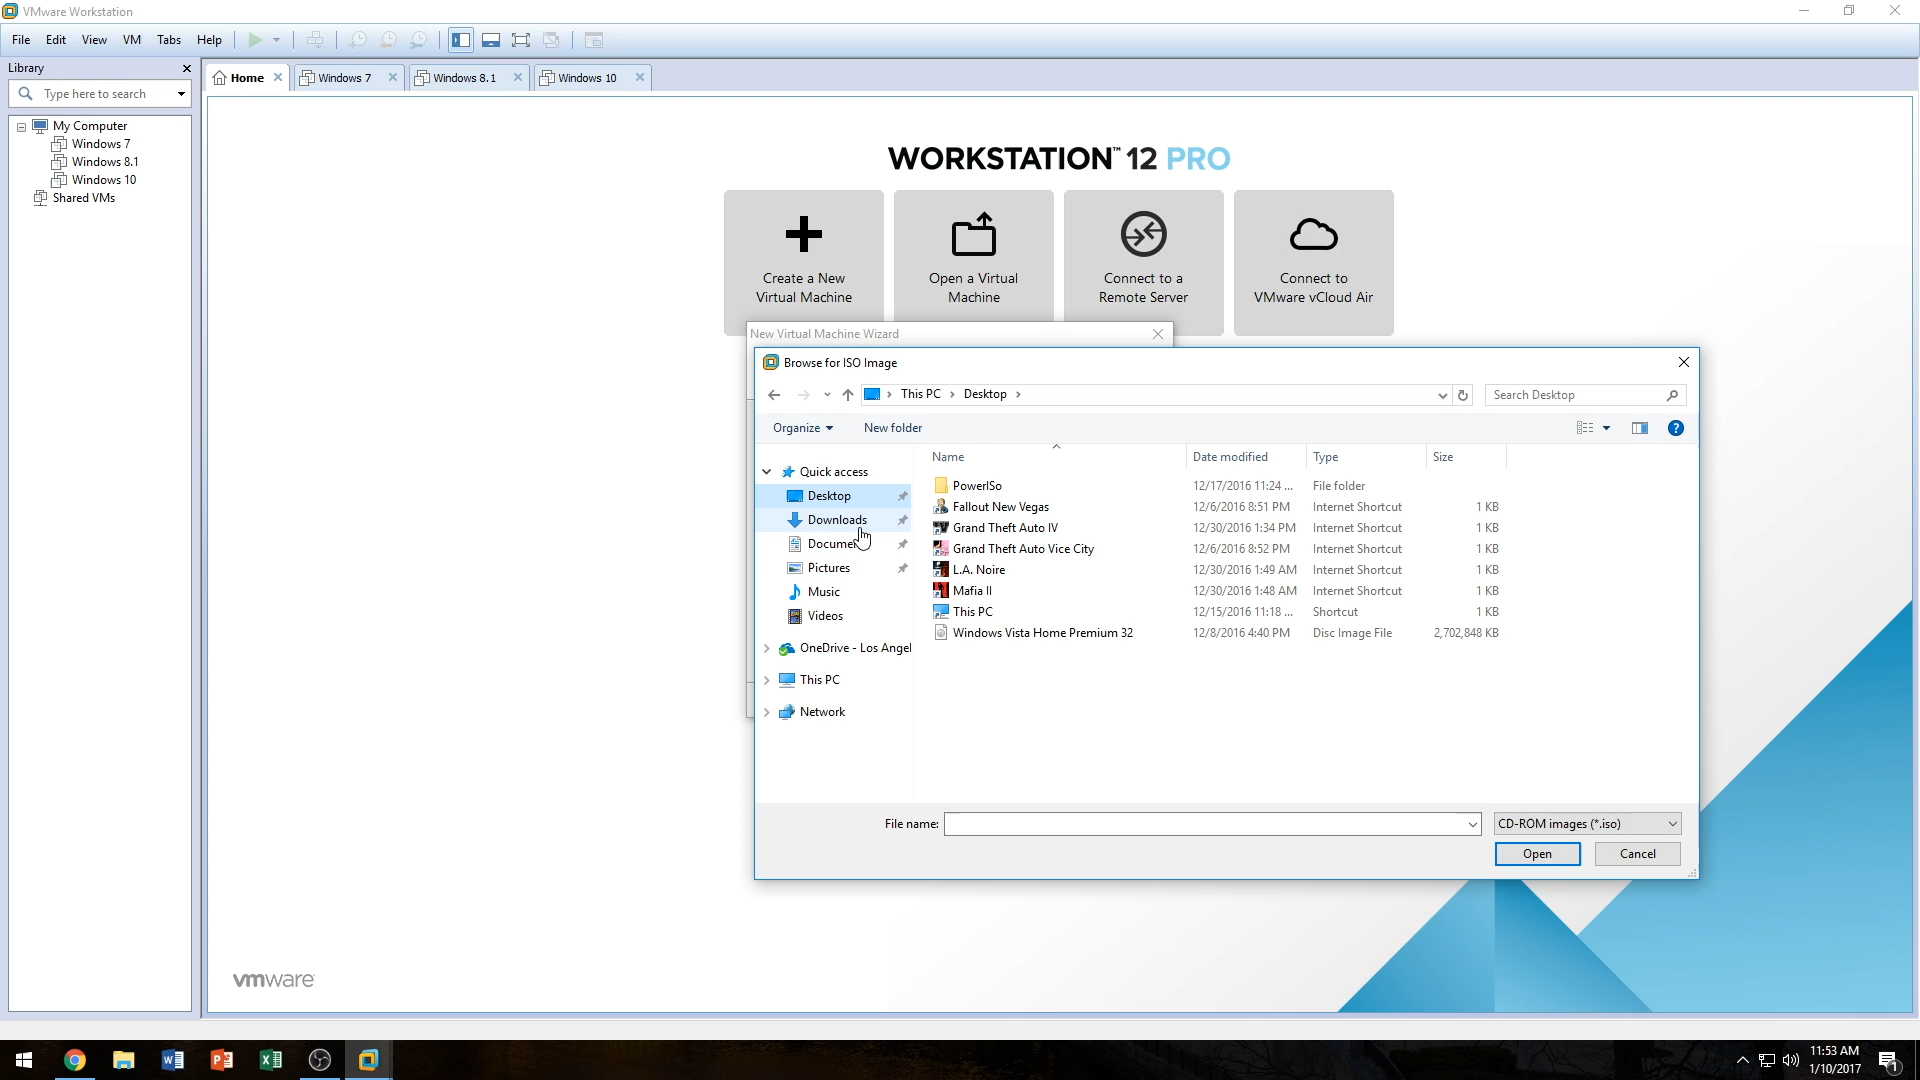 VMware Workstation
File Edit View VM Tabs Help
Library
Type here to search
My Computer
Windows 7
Windows 8.1
Windows 10
Shared VMs
Home Windows 7 Windows 8.1 Windows 10
WORKSTATION™ 12 PRO
Create a New
Virtual Machine
Open a Virtual
Machine
Connect to a
Remote Server
Connect to
VMware vCloud Air
New Virtual Machine Wizard
Browse for ISO Image
This PC Desktop
Search Desktop
Organize New folder
Quick access
Desktop
Downloads
Docume
Pictures
Music
Videos
OneDrive - Los Angel
This PC
Network
Name Date modified Type Size
PowerISo 12/17/2016 11:24 ... File folder
Fallout New Vegas 12/6/2016 8:51 PM Internet Shortcut 1 KB
Grand Theft Auto IV 12/30/2016 1:34 PM Internet Shortcut 1 KB
Grand Theft Auto Vice City 12/6/2016 8:52 PM Internet Shortcut 1 KB
L.A. Noire 12/30/2016 1:49 AM Internet Shortcut 1 KB
Mafia II 12/30/2016 1:48 AM Internet Shortcut 1 KB
This PC 12/15/2016 11:18 ... Shortcut 1 KB
Windows Vista Home Premium 32 12/8/2016 4:40 PM Disc Image File 2,702,848 KB
File name: CD-ROM images (*.iso)
Open Cancel
vmware
11:53 AM
1/10/2017
1